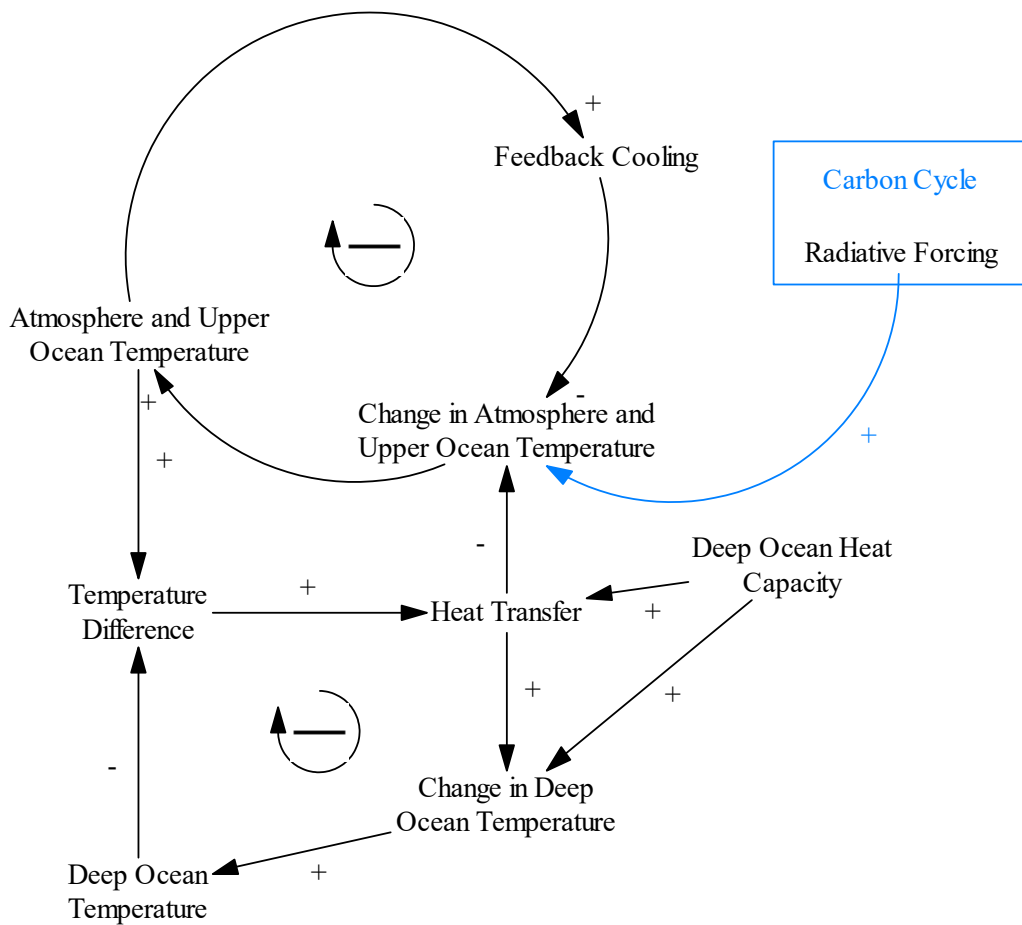 +
Feedback Cooling
Carbon Cycle
Radiative Forcing
Atmosphere and Upper
Ocean Temperature
+
-
Change in Atmosphere and
Upper Ocean Temperature
+
+
-
Deep Ocean Heat
Capacity
Temperature
Difference
+
Heat Transfer
+
+
+
-
Change in Deep
Ocean Temperature
+
Deep Ocean
Temperature